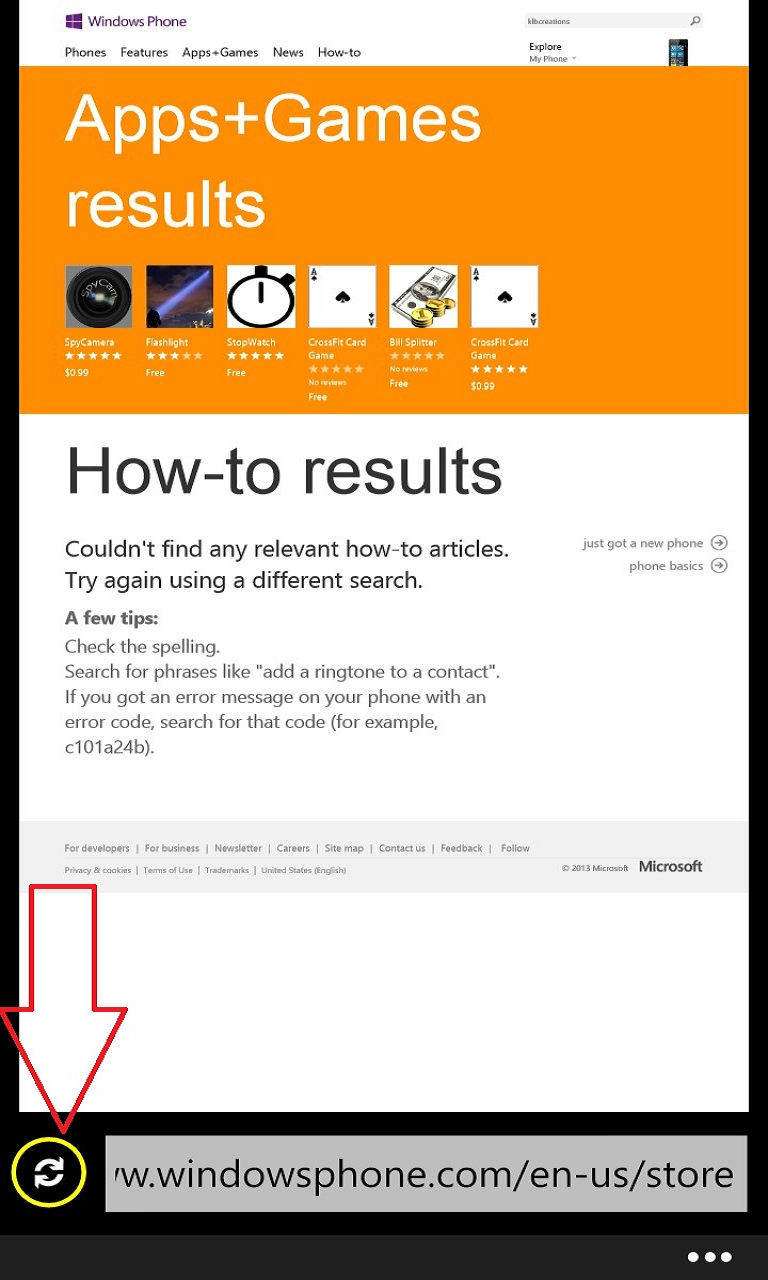 Windows Phone
klbcreations
Phones Features Apps+Games News How-to
Explore
My Phone
Apps+Games
results
SpyCam
SpyCamera
$0.99
Flashlight
Free
StopWatch
Free
A
A
CrossFit Card
Game
No reviews
Free
Bill Splitter
No reviews
Free
A
A
CrossFit Card
Game
$0.99
How-to results
Couldn't find any relevant how-to articles.
Try again using a different search.
just got a new phone
phone basics
A few tips:
Check the spelling.
Search for phrases like "add a ringtone to a contact".
If you got an error message on your phone with an
error code, search for that code (for example,
c101a24b).
For developers | For business | Newsletter | Careers | Site map | Contact us | Feedback | Follow
Privacy & cookies | Terms of Use | Trademarks | United States (English)
© 2013 Microsoft Microsoft
w.windowsphone.com/en-us/store